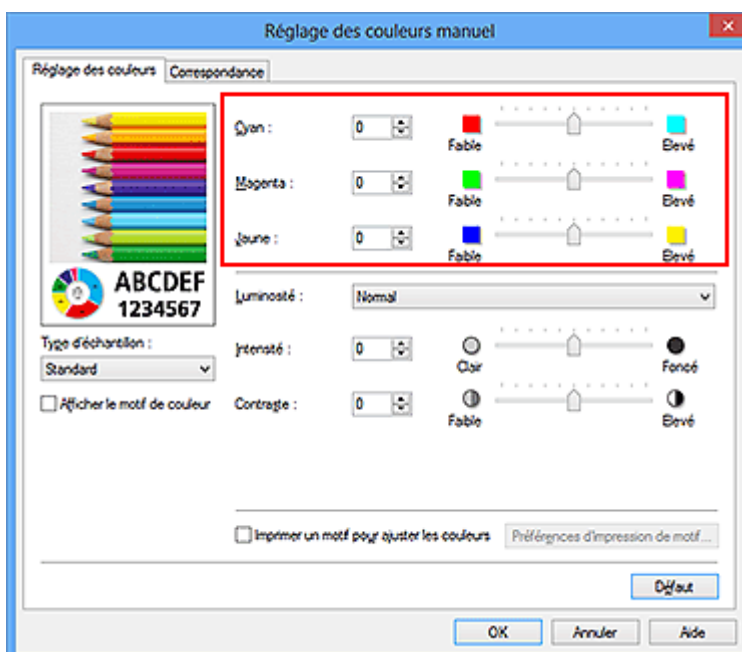 Réglage des couleurs manuel
Réglage des couleurs
Correspondance
Cyan :
0
Faible
Elevé
Magenta :
0
Faible
Elevé
Jaune :
0
Faible
Elevé
ABCDEF
1234567
Luminosité :
Normal
Type d'échantillon :
Standard
Intensité :
0
Clair
Foncé
Afficher le motif de couleur
Contraste :
0
Faible
Elevé
Imprimer un motif pour ajuster les couleurs
Préférences d'impression de motif...
Défaut
OK
Annuler
Aide